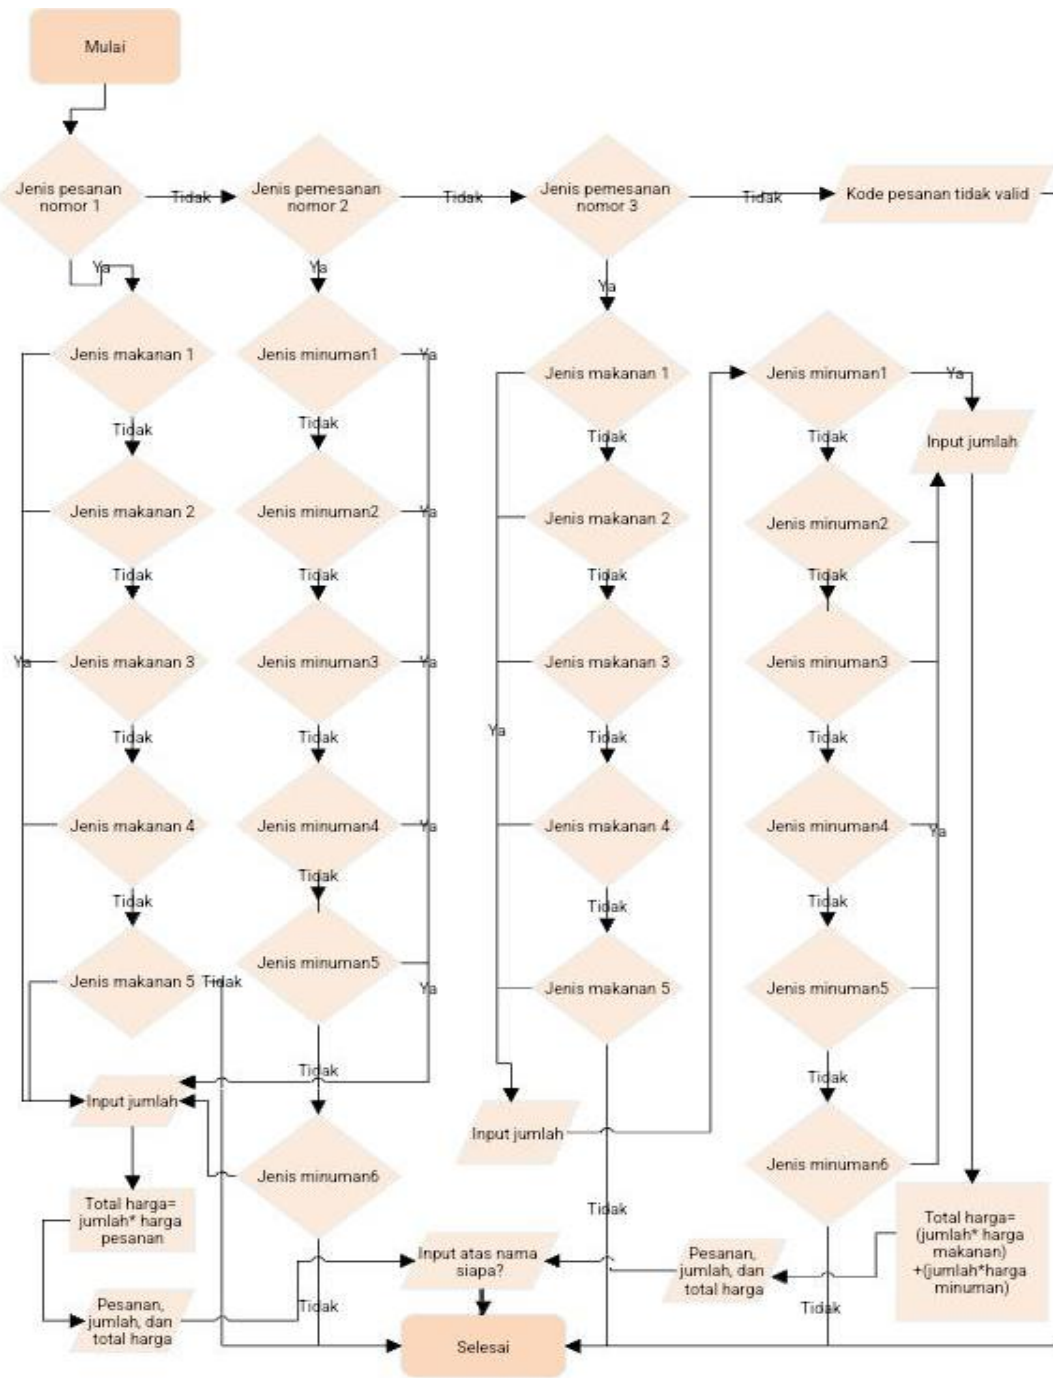 Mulai
Jenis pesanan
nomor 1
Tidak
Jenis pemesanan
nomor 2
Tidak
Jenis pemesanan
nomor 3
Tidak
Kode pesanan tidak valid
Ya
Ya
Ya
Jenis makanan 1
Jenis minuman1
Ya
Jenis makanan 1
Jenis minuman1
Ya
Tidak
Tidak
Tidak
Tidak
Input jumlah
Jenis makanan 2
Jenis minuman2
Ya
Jenis makanan 2
Jenis minuman2
Tidak
Tidak
Tidak
Tidak
Ya
Jenis makanan 3
Jenis minuman3
Ya
Jenis makanan 3
Jenis minuman3
Ya
Tidak
Tidak
Tidak
Tidak
Jenis makanan 4
Jenis minuman4
Ya
Jenis makanan 4
Jenis minuman4
Ya
Tidak
Tidak
Tidak
Tidak
Jenis makanan 5
Tidak
Jenis minuman5
Ya
Jenis makanan 5
Jenis minuman5
Tidak
Tidak
Input jumlah
Input jumlah
Jenis minuman6
Jenis minuman6
Total harga=
jumlah* harga
pesanan
Tidak
Total harga=
(jumlah* harga
makanan)
+(jumlah*harga
minuman)
Input atas nama
siapa?
Pesanan,
jumlah, dan
total harga
Pesanan,
jumlah, dan
total harga
Tidak
Tidak
Selesai